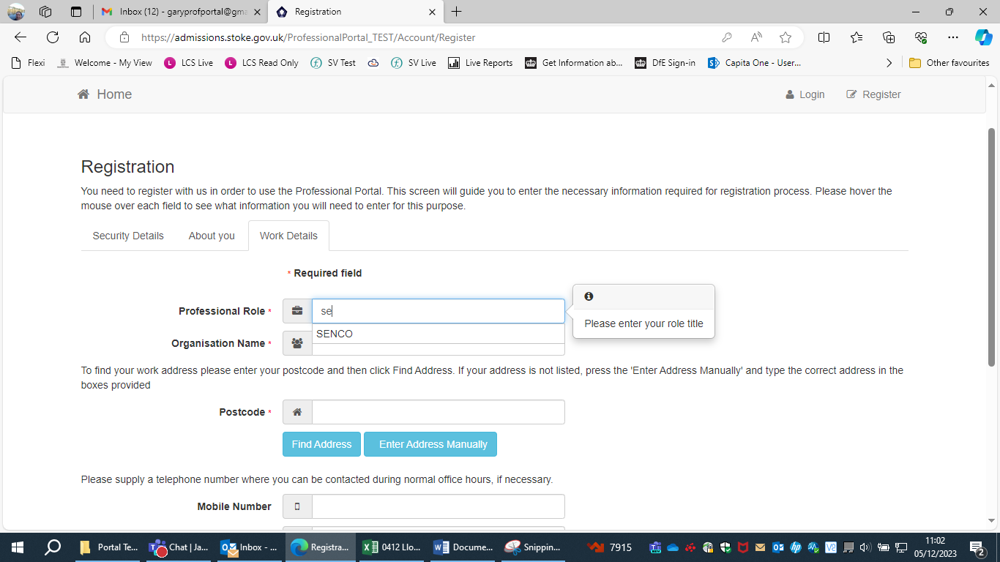 Inbox (12) - garyprofportal@gma
Registration
https://admissions.stoke.gov.uk/ProfessionalPortal_TEST/Account/Register
Flexi
Welcome - My View
L LCS Live
L LCS Read Only
SV Test
SV Live
Live Reports
Get Information ab...
DfE Sign-in
S Capita One - User...
Other favourites
Home
Login
Register
Registration
You need to register with us in order to use the Professional Portal. This screen will guide you to enter the necessary information required for registration process. Please hover the
mouse over each field to see what information you will need to enter for this purpose.
Security Details
About you
Work Details
* Required field
Professional Role *
se
Please enter your role title
SENCO
Organisation Name *
To find your work address please enter your postcode and then click Find Address. If your address is not listed, press the 'Enter Address Manually' and type the correct address in the
boxes provided
Postcode *
Find Address
Enter Address Manually
Please supply a telephone number where you can be contacted during normal office hours, if necessary.
Mobile Number
Portal Te...
Chat | Ja...
Inbox - ...
Registra...
0412 Llo...
Docume...
Snippin...
7915
11:02
05/12/2023
2